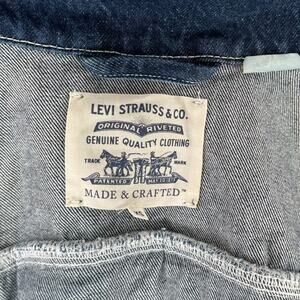 LEVI STRAUSS & CO.
ORIGINAL RIVETED
GENUINE QUALITY CLOTHING
TRADE MARK
MADE & CRAFTED™